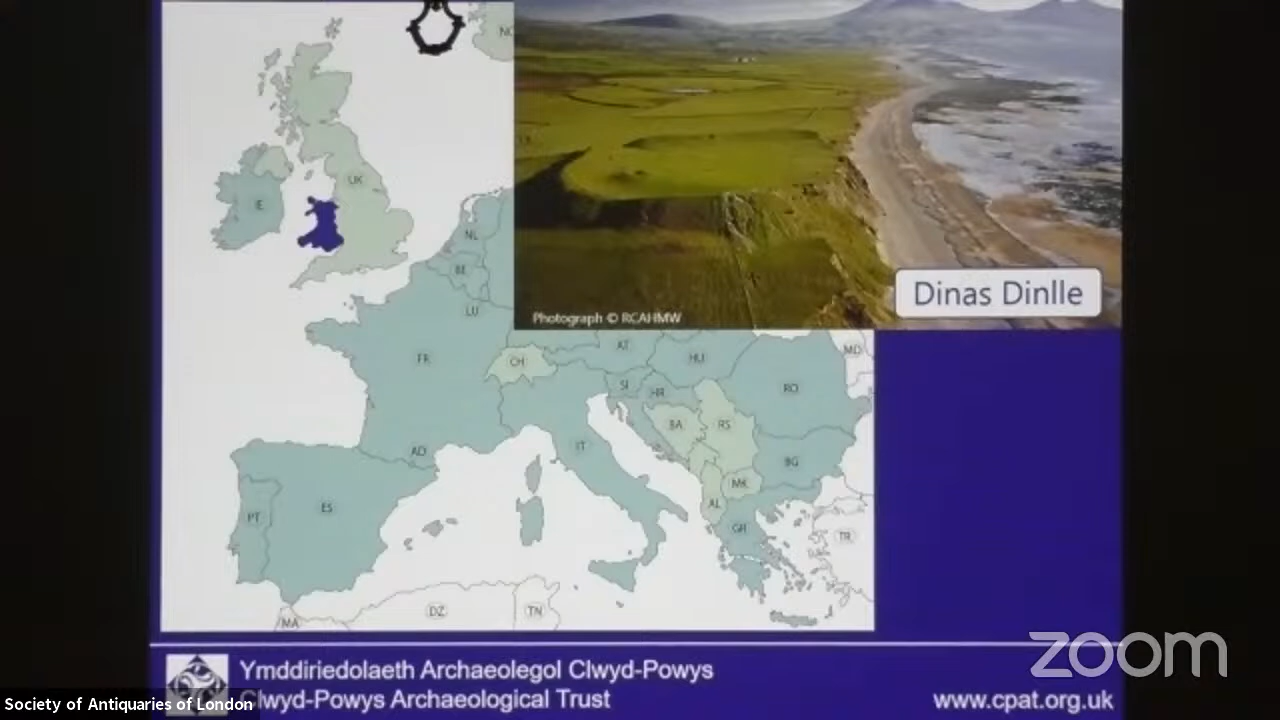 NO
UK
IE
NL
BE
LU
Dinas Dinlle
Photograph © RCAHMW
FR
CH
AT
HU
MD
SI
HR
RO
BA
RS
AD
IT
BG
MK
ES
AL
PT
GR
TR
DZ
TN
MA
zoom
Ymddiriedolaeth Archaeolegol Clwyd-Powys
Clwyd-Powys Archaeological Trust
www.cpat.org.uk
Society of Antiquaries of London